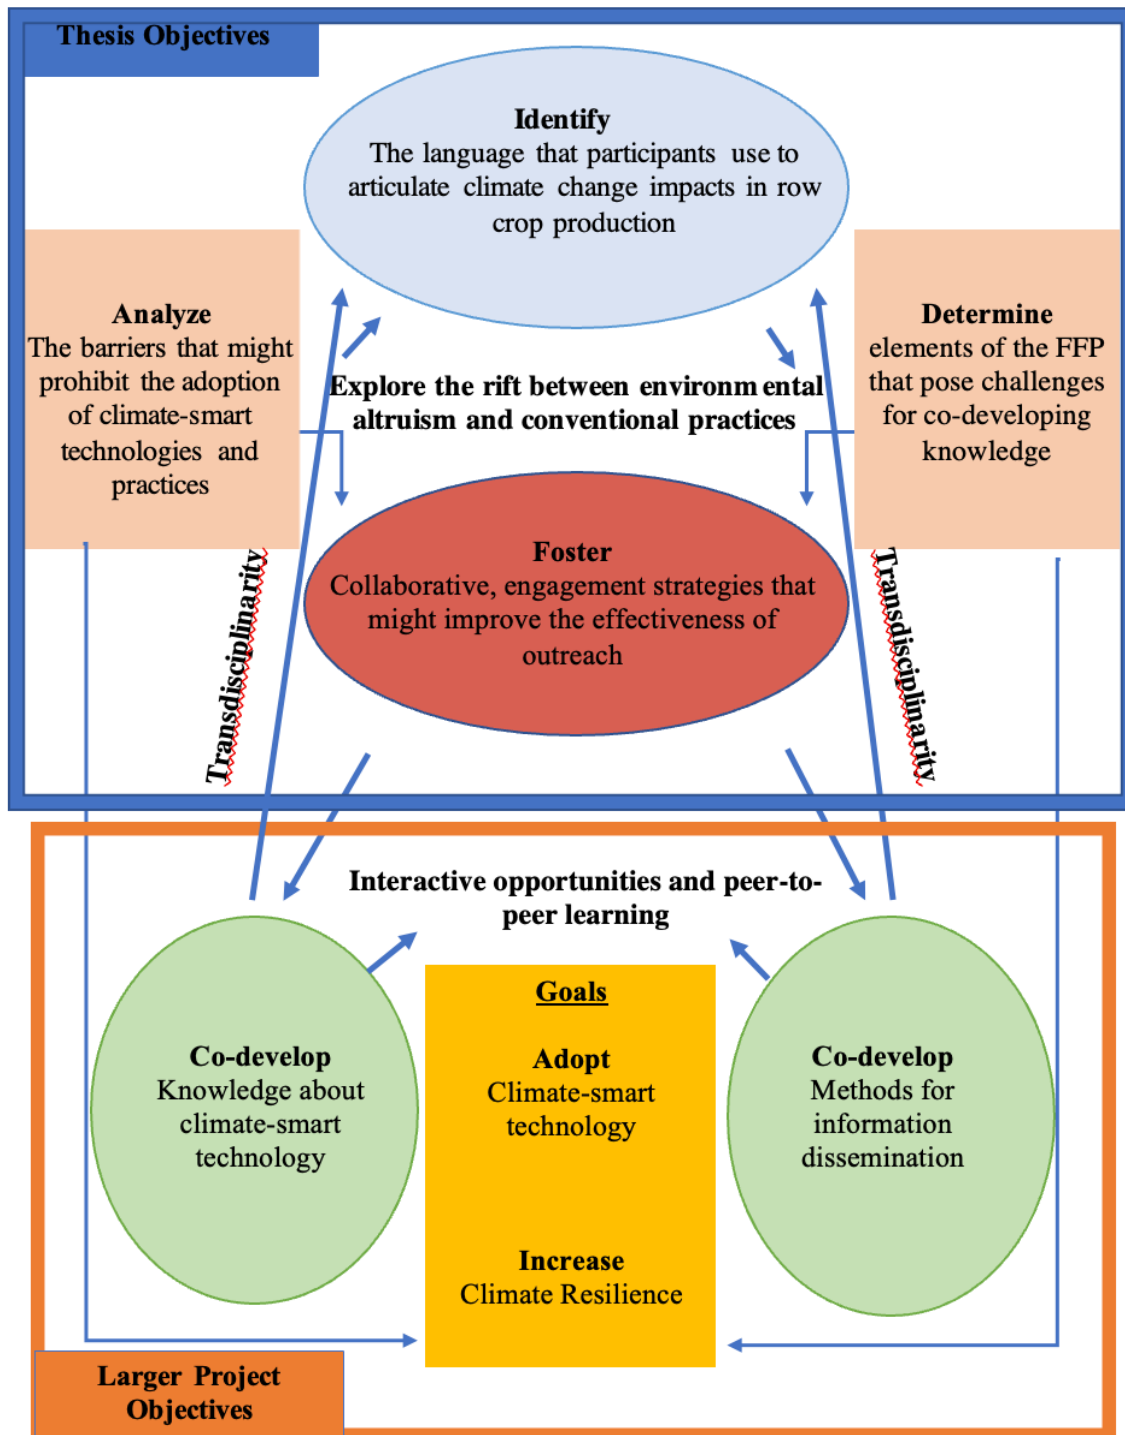 Thesis Objectives
Identify
The language that participants use to
articulate climate change impacts in row
crop production
Analyze
The barriers that might
prohibit the adoption
of climate-smart
technologies and
practices
Determine
elements of the FFP
that pose challenges
for co-developing
knowledge
Explore the rift between environmental
altruism and conventional practices
Foster
Collaborative, engagement strategies that
might improve the effectiveness of
outreach
Transdisciplinarity
Transdisciplinarity
Interactive opportunities and peer-to-
peer learning
Co-develop
Knowledge about
climate-smart
technology
Goals
Adopt
Climate-smart
technology
Increase
Climate Resilience
Co-develop
Methods for
information
dissemination
Larger Project
Objectives